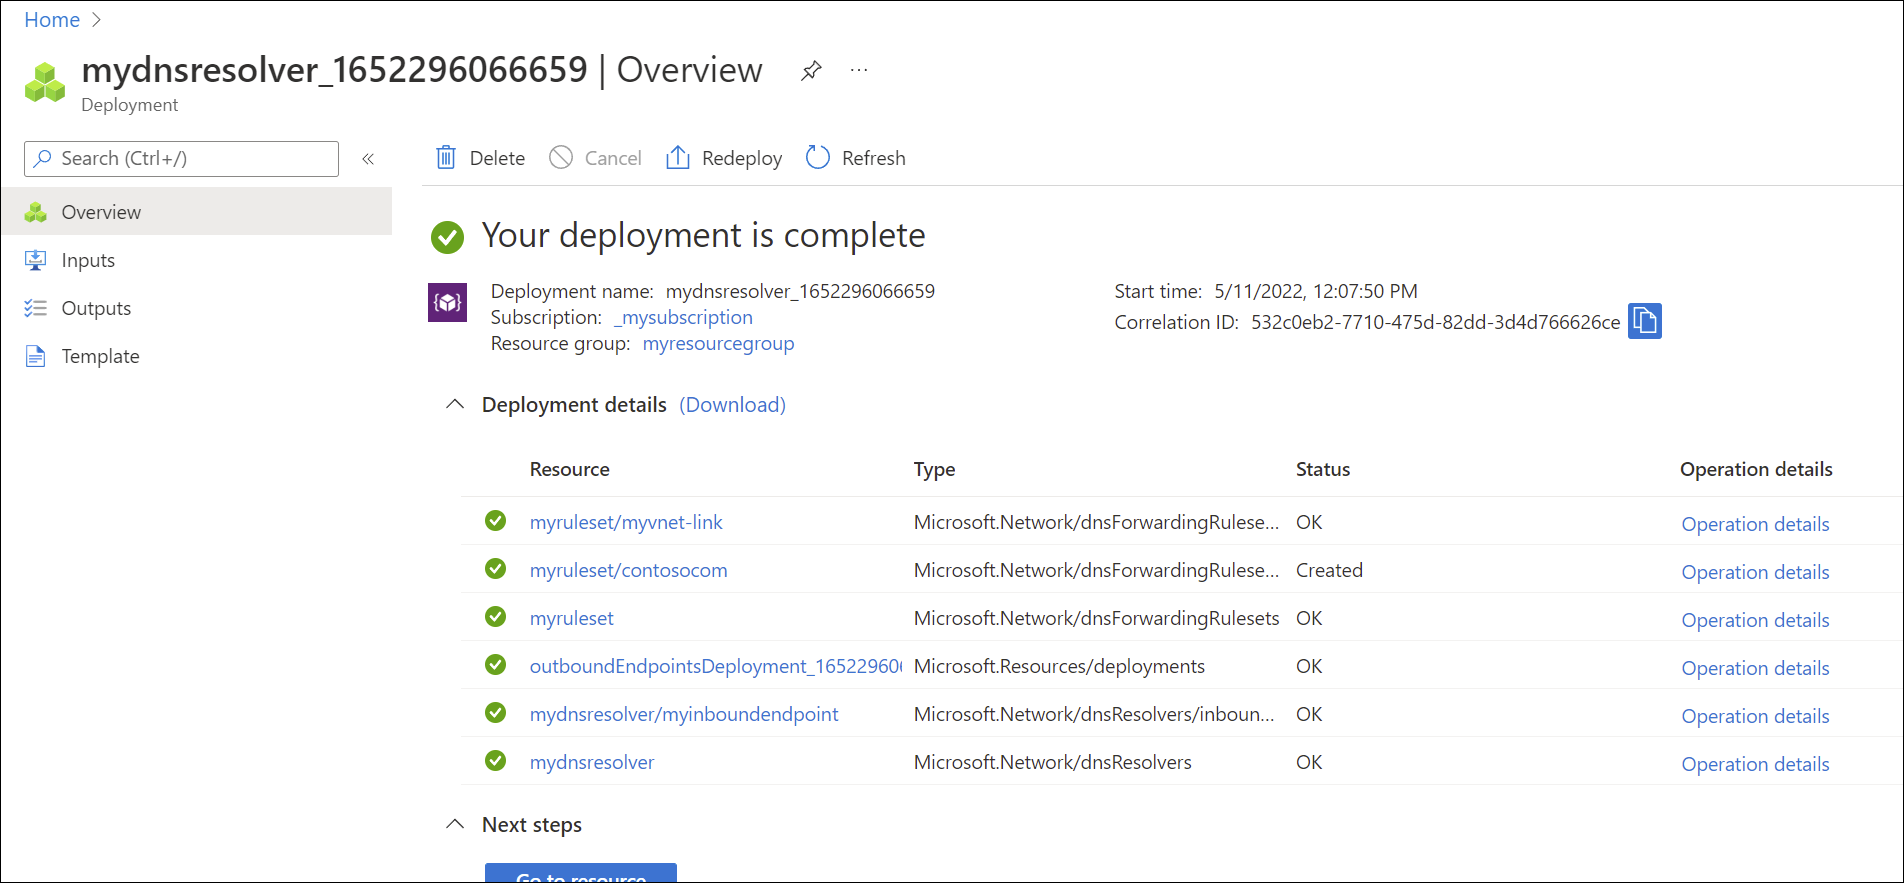 Home
mydnsresolver_1652296066659 | Overview
Deployment
Search (Ctrl+/)
«
Delete
Cancel
Redeploy
Refresh
Overview
Inputs
Outputs
Template
Your deployment is complete
Deployment name: mydnsresolver_1652296066659
Subscription: _mysubscription
Resource group: myresourcegroup
Start time: 5/11/2022, 12:07:50 PM
Correlation ID: 532c0eb2-7710-475d-82dd-3d4d766626ce
Deployment details (Download)
Resource Type Status Operation details
myruleset/myvnet-link Microsoft.Network/dnsForwardingRulese... OK Operation details
myruleset/contosocom Microsoft.Network/dnsForwardingRulese... Created Operation details
myruleset Microsoft.Network/dnsForwardingRulesets OK Operation details
outboundEndpointsDeployment_16522960 Microsoft.Resources/deployments OK Operation details
mydnsresolver/myinboundendpoint Microsoft.Network/dnsResolvers/inboun... OK Operation details
mydnsresolver Microsoft.Network/dnsResolvers OK Operation details
Next steps
Go to resource